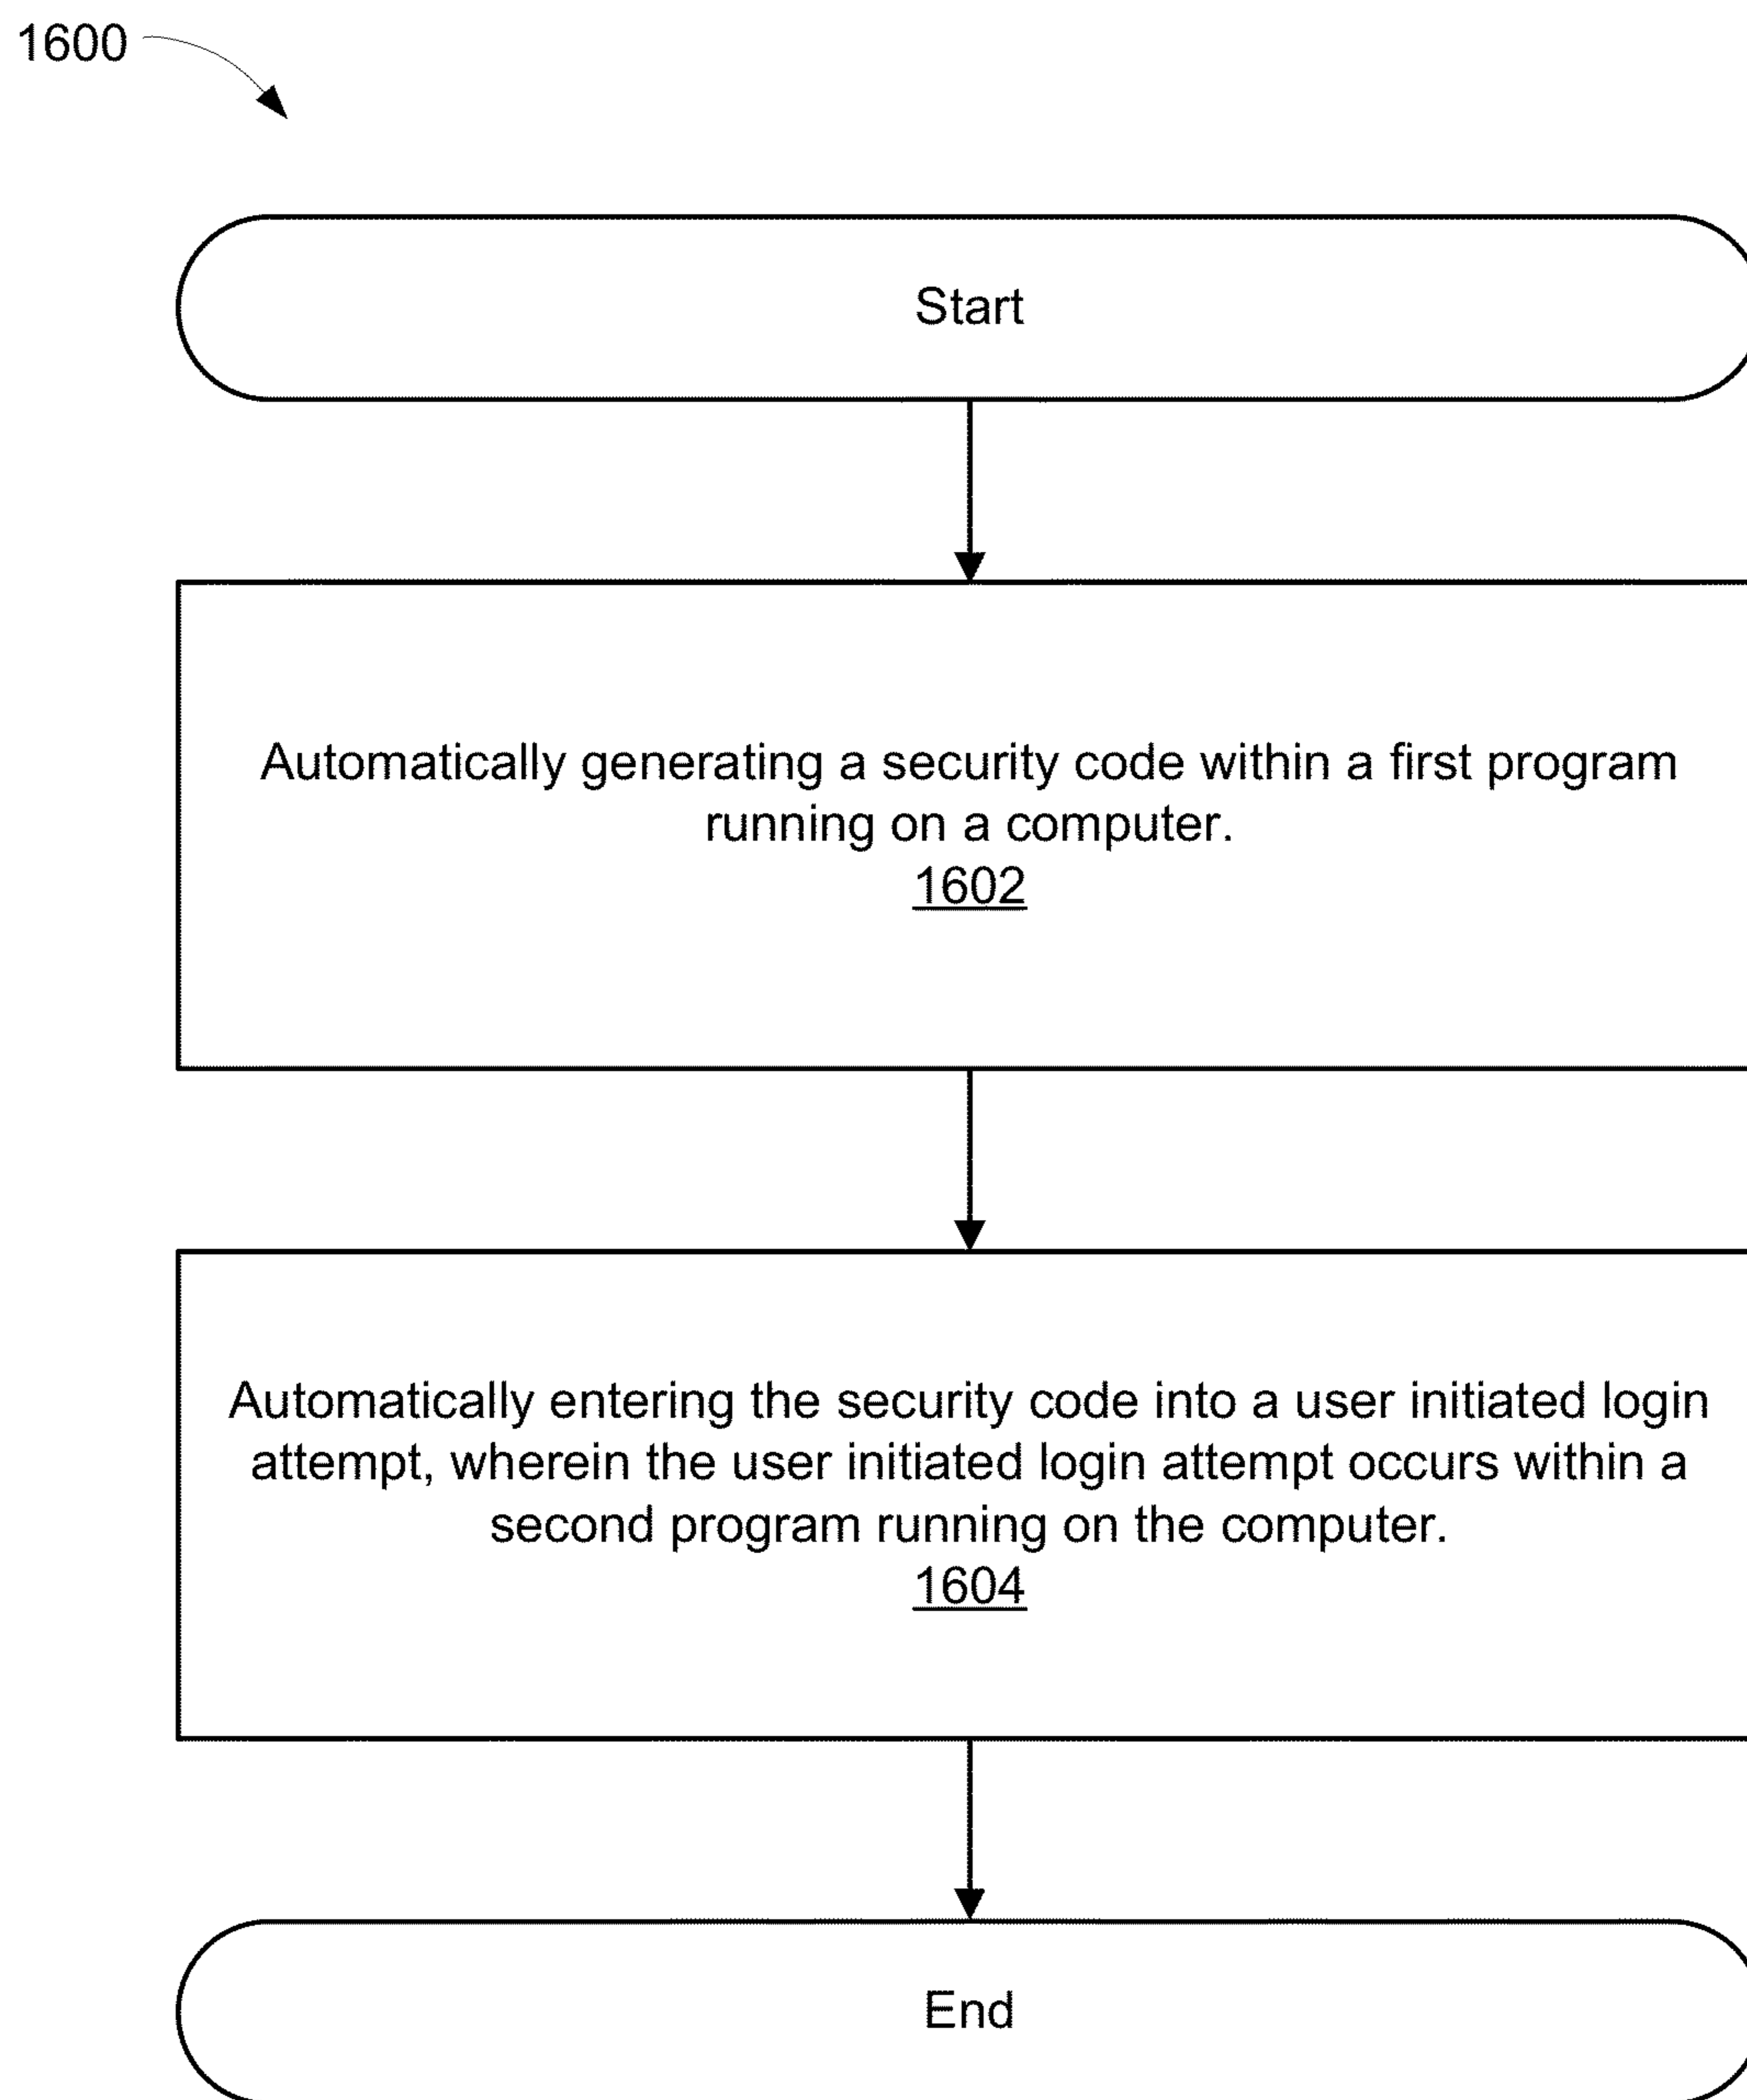 1600
Start
Automatically generating a security code within a first program
running on a computer.
1602
Automatically entering the security code into a user initiated login
attempt, wherein the user initiated login attempt occurs within a
second program running on the computer.
1604
End